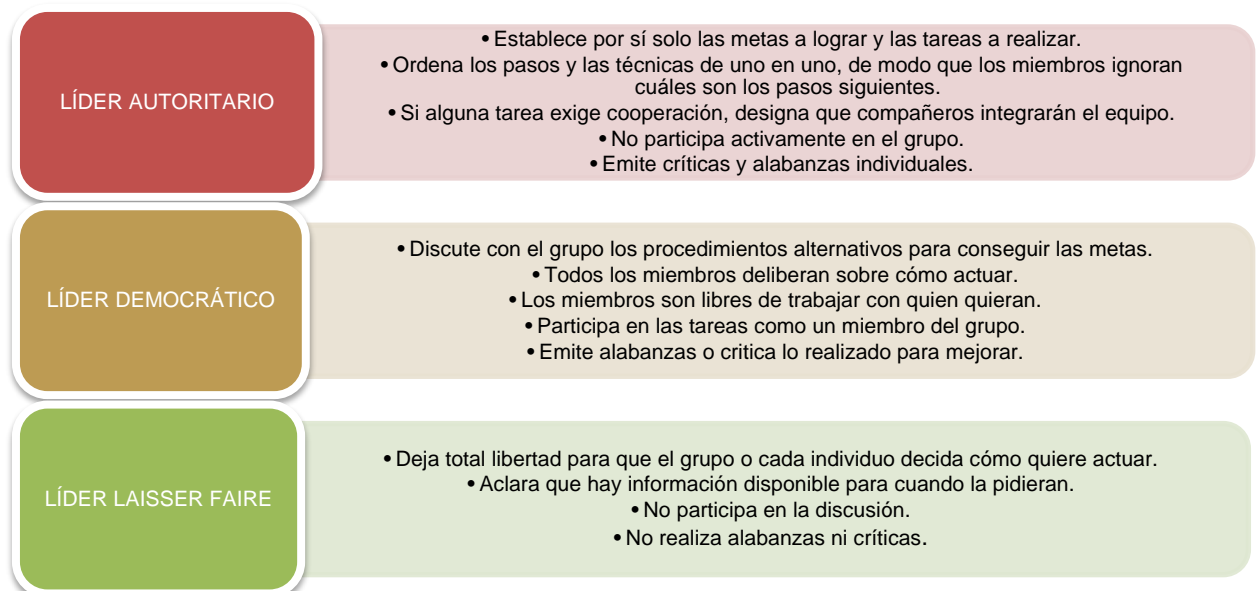 LÍDER AUTORITARIO
• Establece por sí solo las metas a lograr y las tareas a realizar.
• Ordena los pasos y las técnicas de uno en uno, de modo que los miembros ignoran
cuáles son los pasos siguientes.
• Si alguna tarea exige cooperación, designa que compañeros integrarán el equipo.
• No participa activamente en el grupo.
• Emite críticas y alabanzas individuales.
LÍDER DEMOCRÁTICO
• Discute con el grupo los procedimientos alternativos para conseguir las metas.
• Todos los miembros deliberan sobre cómo actuar.
• Los miembros son libres de trabajar con quien quieran.
• Participa en las tareas como un miembro del grupo.
• Emite alabanzas o critica lo realizado para mejorar.
LÍDER LAISSER FAIRE
• Deja total libertad para que el grupo o cada individuo decida cómo quiere actuar.
• Aclara que hay información disponible para cuando la pidieran.
• No participa en la discusión.
• No realiza alabanzas ni críticas.